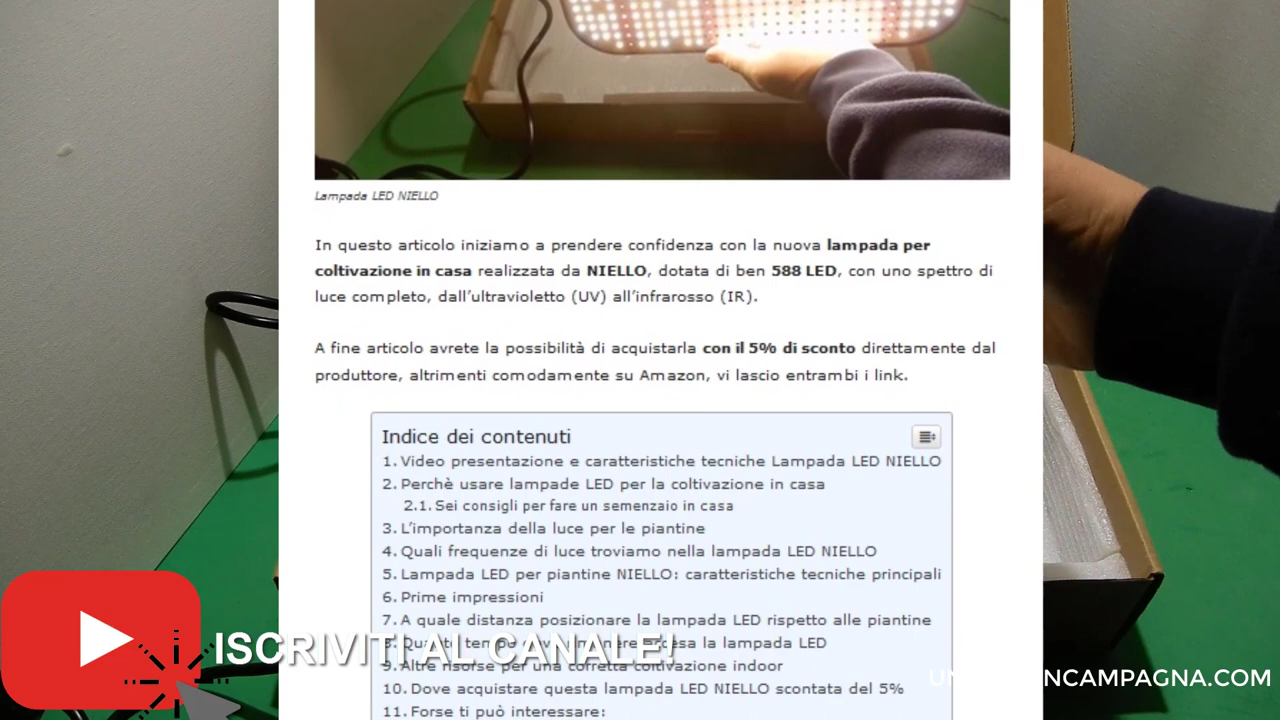 Lampada LED NIELLO
In questo articolo iniziamo a prendere confidenza con la nuova lampada per
coltivazione in casa realizzata da NIELLO, dotata di ben 588 LED, con uno spettro di
luce completo, dall'ultravioletto (UV) all'infrarosso (IR).
A fine articolo avrete la possibilità di acquistarla con il 5% di sconto direttamente dal
produttore, altrimenti comodamente su Amazon, vi lascio entrambi i link.
Indice dei contenuti
1. Video presentazione e caratteristiche tecniche Lampada LED NIELLO
2. Perchè usare lampade LED per la coltivazione in casa
2.1. Sei consigli per fare un semenzaio in casa
3. L'importanza della luce per le piantine
4. Quali frequenze di luce troviamo nella lampada LED NIELLO
5. Lampada LED per piantine NIELLO: caratteristiche tecniche principali
6. Prime impressioni
7. A quale distanza posizionare la lampada LED rispetto alle piantine
8. la lampada LED
9. Altre risorse per una corretta coltivazione indoor
10. Dove acquistare questa lampada LED NIELLO scontata del 5%
11. Forse ti può interessare:
ISCRIVITI AL CANALE!
NCAMPAGNA.COM